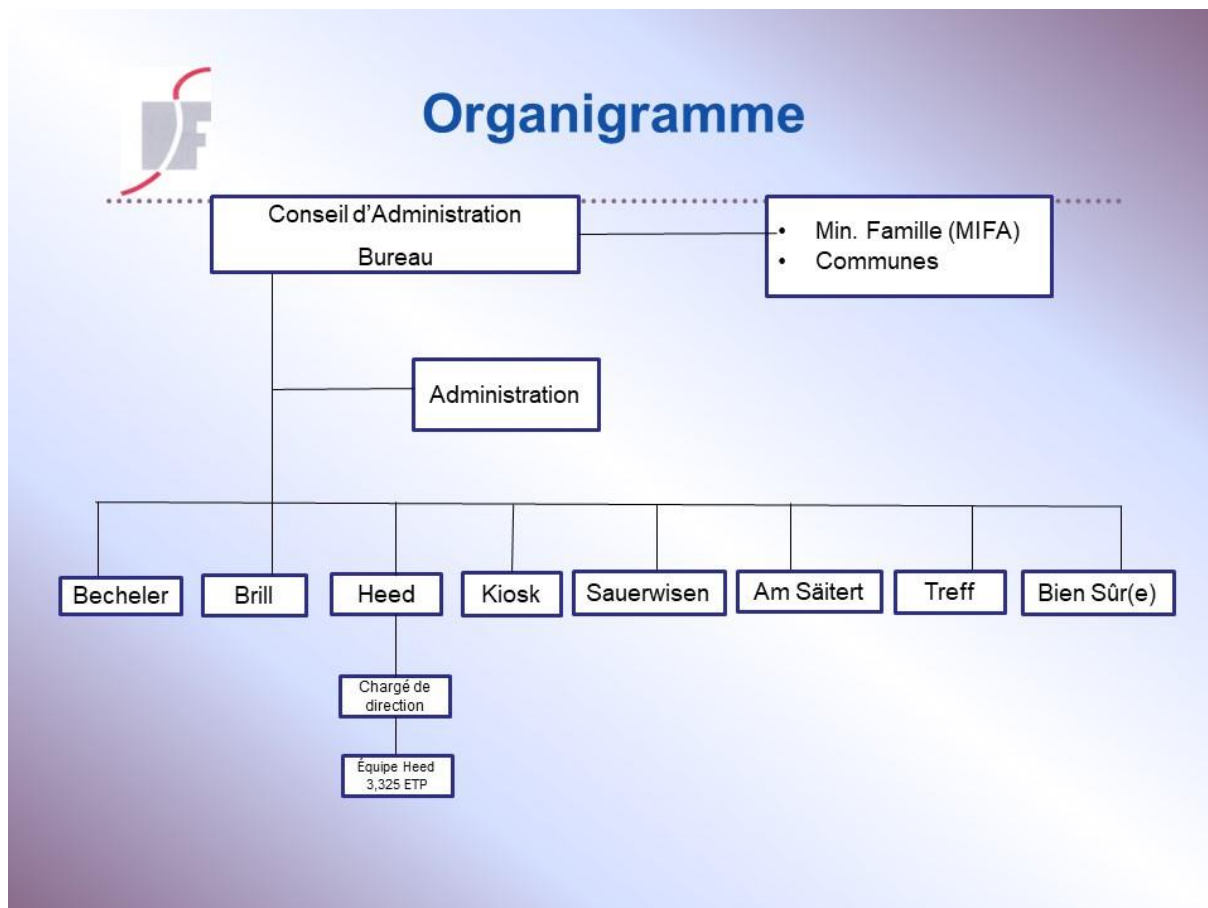 F
Organigramme
Conseil d’Administration
Bureau
• Min. Famille (MIFA)
• Communes
Administration
Becheler
Brill
Heed
Kiosk
Sauerwisen
Am Säitert
Treff
Bien Sûr(e)
Chargé de
direction
Équipe Heed
3,325 ETP